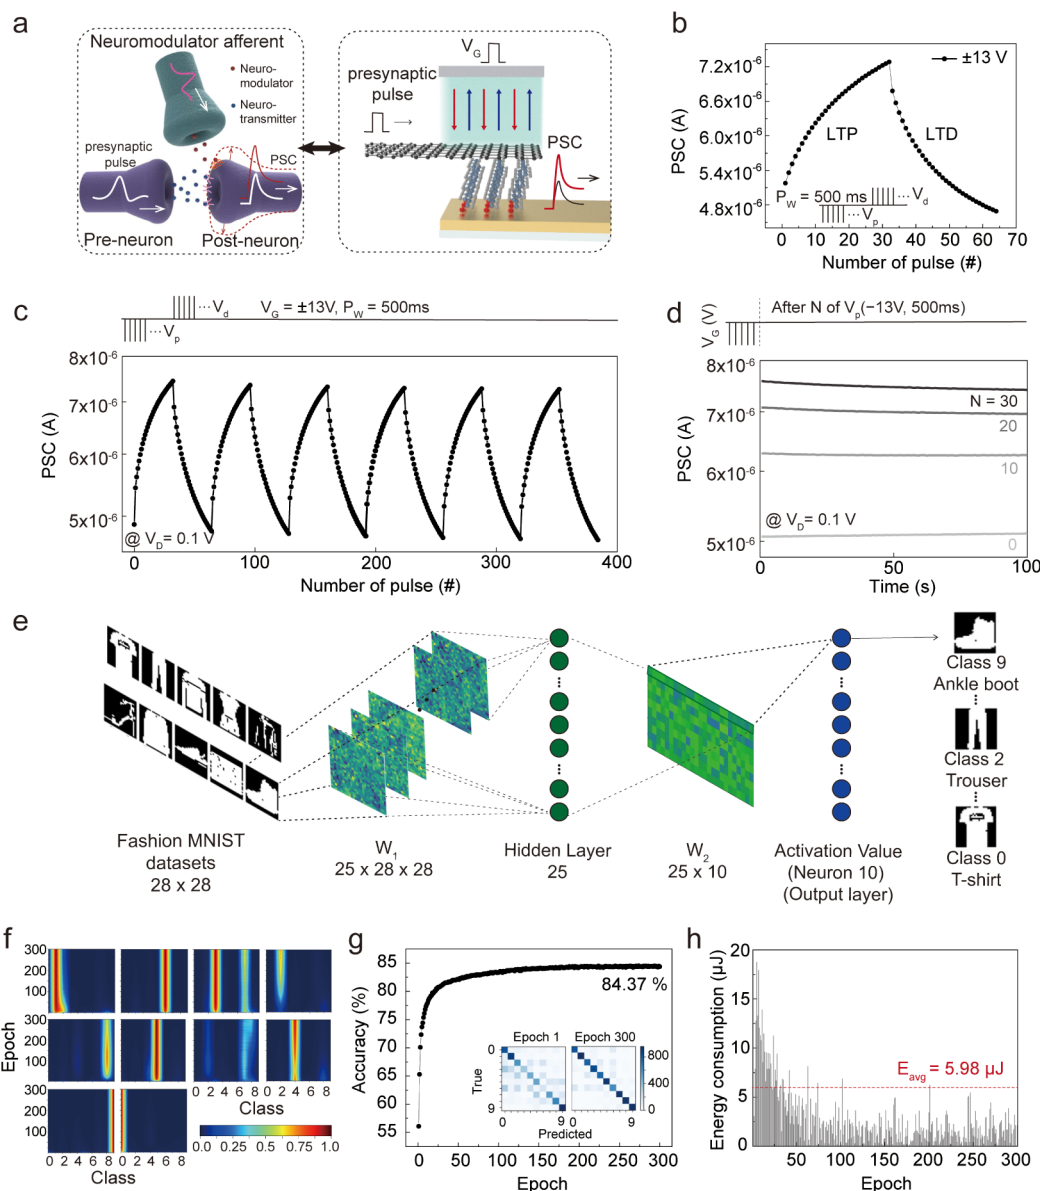 a
Neuromodulator afferent
Neuro-
modulator
Neuro-
transmitter
presynaptic
pulse
PSC
Pre-neuron
Post-neuron
V_G
presynaptic
pulse
PSC
b
PSC (A)
7.2x10⁻⁶
6.6x10⁻⁶
6.0x10⁻⁶
5.4x10⁻⁶
4.8x10⁻⁶
±13 V
LTP
LTD
P_W = 500 ms
··· V_d
··· V_p
0 10 20 30 40 50 60 70
Number of pulse (#)
c
··· V_d
··· V_p
V_G = ±13V, P_W = 500ms
PSC (A)
8x10⁻⁶
7x10⁻⁶
6x10⁻⁶
5x10⁻⁶
@ V_D = 0.1 V
0 100 200 300 400
Number of pulse (#)
d
V_G (V)
After N of V_p(−13V, 500ms)
PSC (A)
8x10⁻⁶
7x10⁻⁶
6x10⁻⁶
5x10⁻⁶
N = 30
20
10
0
@ V_D = 0.1 V
0 50 100
Time (s)
e
Fashion MNIST
datasets
28 x 28
W_1
25 x 28 x 28
Hidden Layer
25
W_2
25 x 10
Activation Value
(Neuron 10)
(Output layer)
Class 9
Ankle boot
Class 2
Trouser
Class 0
T-shirt
f
Epoch
300
200
100
300
200
100
300
200
100
0 2 4 6 8 0 2 4 6 8
Class
0 2 4 6 8 0 2 4 6 8
Class
0.0 0.25 0.5 0.75 1.0
g
Accuracy (%)
85
80
75
70
65
60
55
84.37 %
Epoch 1
Epoch 300
True
0
9
0 9 0 9
Predicted
800
400
0
0 50 100 150 200 250 300
Epoch
h
Energy consumption (μJ)
20
15
10
5
0
E_avg = 5.98 μJ
1 50 100 150 200 250 300
Epoch